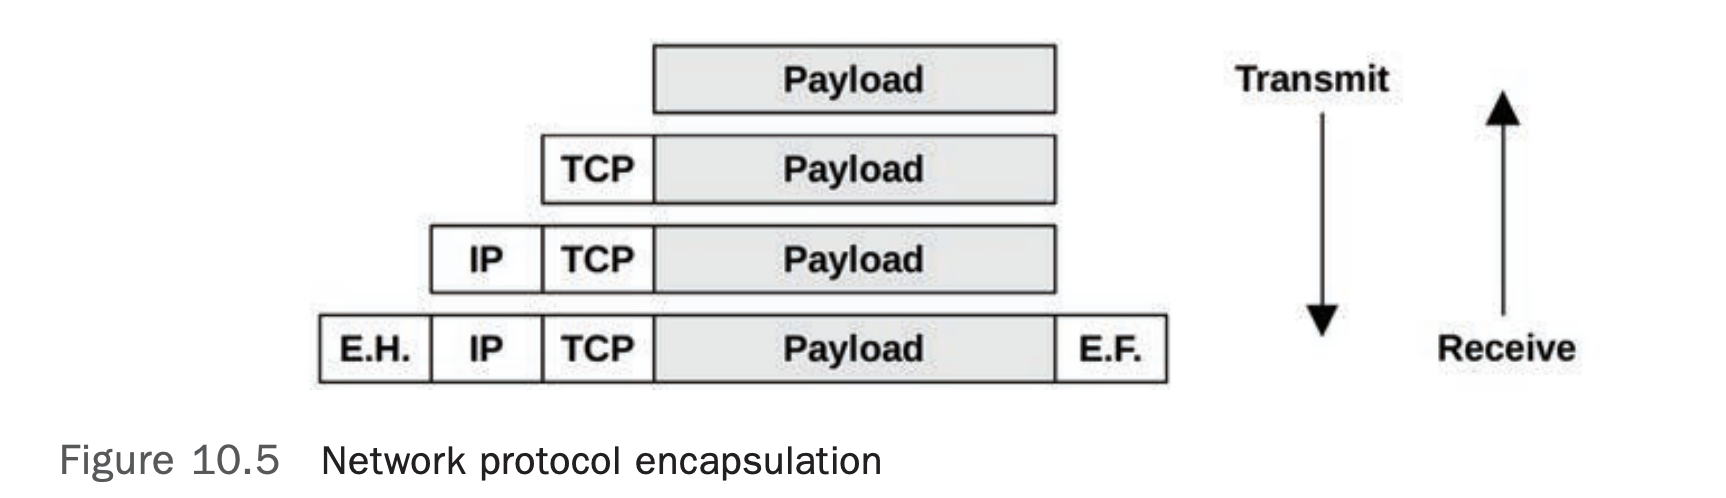 Payload
Transmit
TCP Payload
IP TCP Payload
E.H. IP TCP Payload E.F.
Receive
Figure 10.5 Network protocol encapsulation